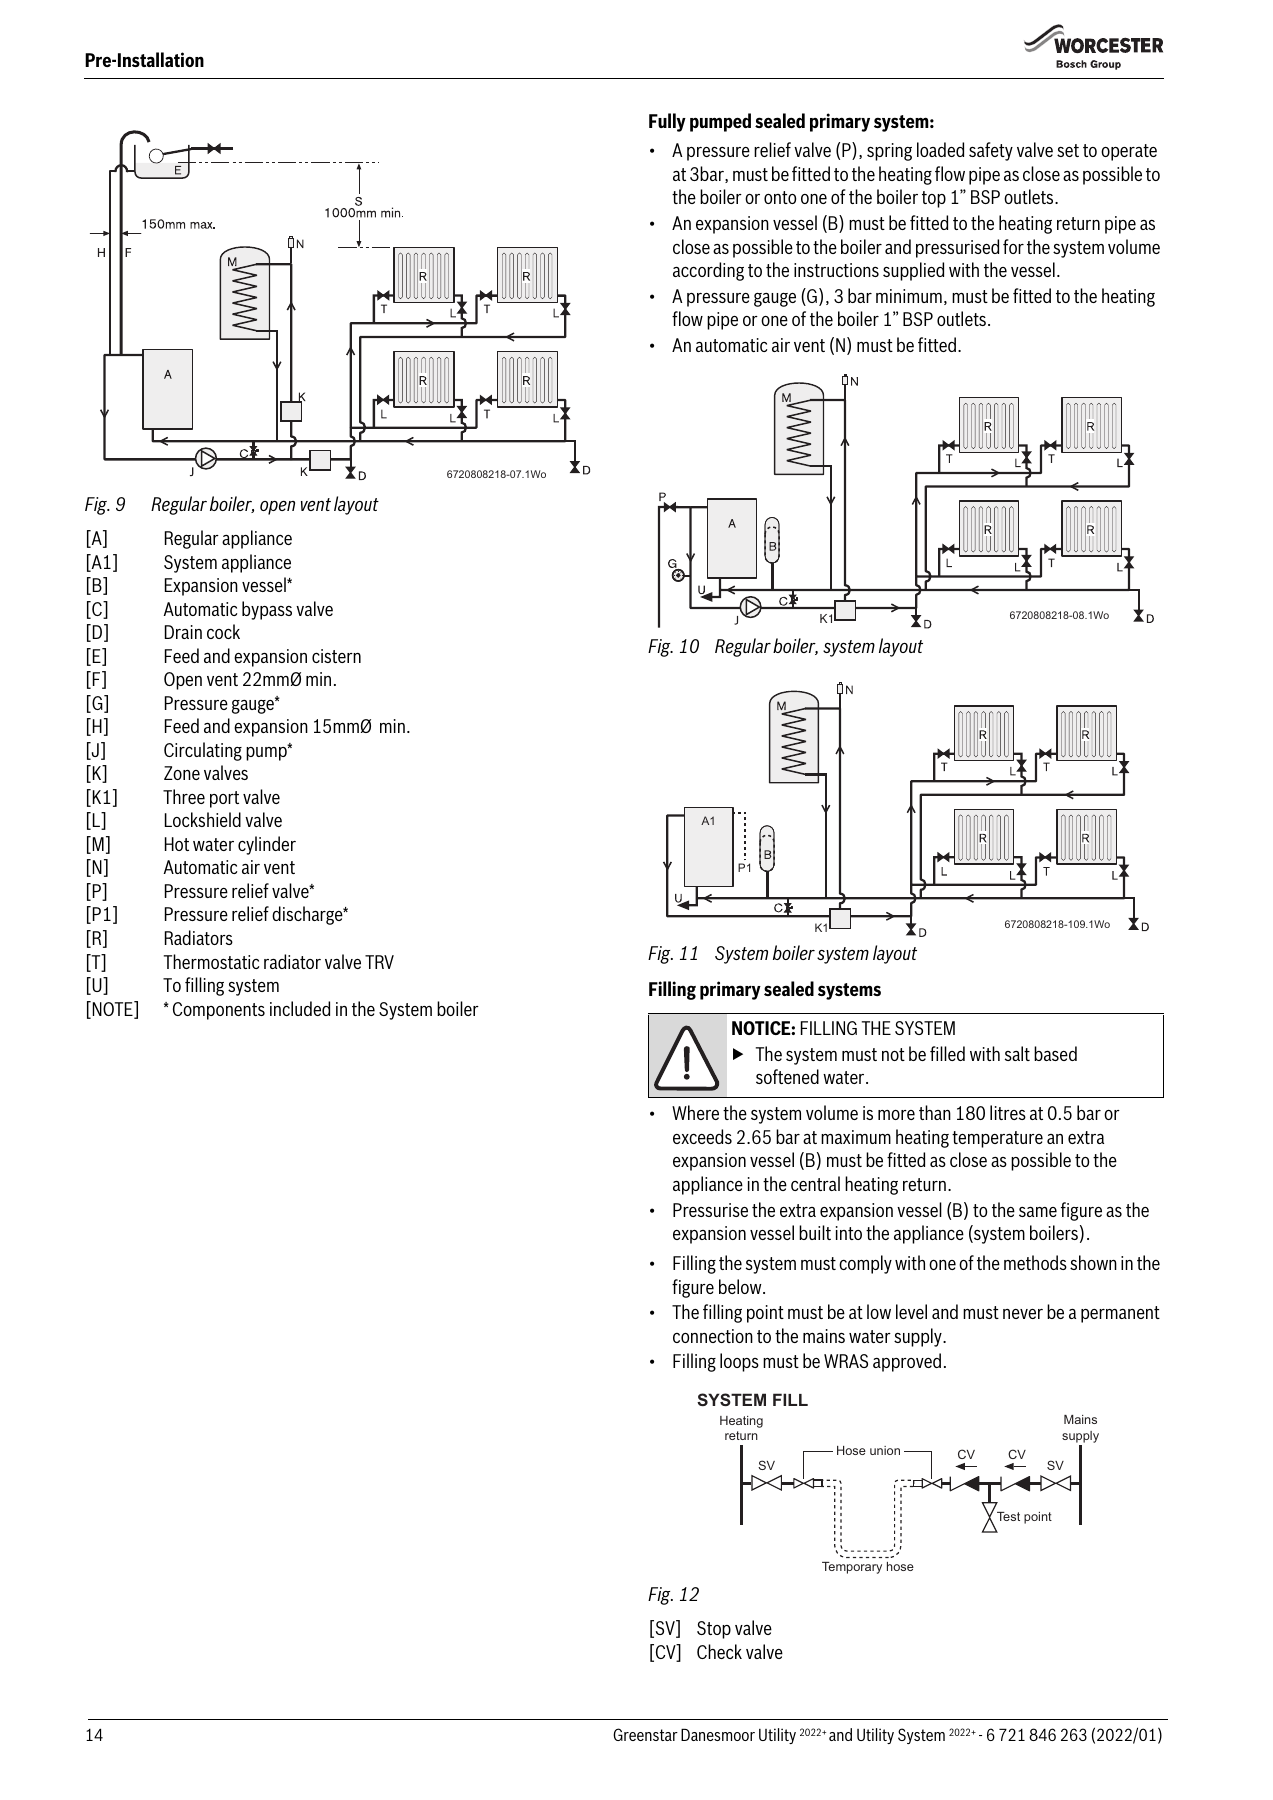 Pre-Installation
WORCESTER
Bosch Group
E
S
1000mm min.
150mm max.
H
F
N
M
R
R
T
L
T
L
A
R
R
K
L
L
T
L
C
J
K
D
6720808218-07.1Wo
D
Fig. 9 Regular boiler, open vent layout
[A] Regular appliance
[A1] System appliance
[B] Expansion vessel*
[C] Automatic bypass valve
[D] Drain cock
[E] Feed and expansion cistern
[F] Open vent 22mmØ min.
[G] Pressure gauge*
[H] Feed and expansion 15mmØ min.
[J] Circulating pump*
[K] Zone valves
[K1] Three port valve
[L] Lockshield valve
[M] Hot water cylinder
[N] Automatic air vent
[P] Pressure relief valve*
[P1] Pressure relief discharge*
[R] Radiators
[T] Thermostatic radiator valve TRV
[U] To filling system
[NOTE] * Components included in the System boiler
Fully pumped sealed primary system:
• A pressure relief valve (P), spring loaded safety valve set to operate
at 3bar, must be fitted to the heating flow pipe as close as possible to
the boiler or onto one of the boiler top 1” BSP outlets.
• An expansion vessel (B) must be fitted to the heating return pipe as
close as possible to the boiler and pressurised for the system volume
according to the instructions supplied with the vessel.
• A pressure gauge (G), 3 bar minimum, must be fitted to the heating
flow pipe or one of the boiler 1” BSP outlets.
• An automatic air vent (N) must be fitted.
N
M
R
R
T
L
T
L
P
A
B
R
R
G
L
L
T
L
U
C
J
K1
D
6720808218-08.1Wo
D
Fig. 10 Regular boiler, system layout
N
M
R
R
T
L
T
L
A1
B
P1
R
R
L
L
T
L
U
C
K1
D
6720808218-109.1Wo
D
Fig. 11 System boiler system layout
Filling primary sealed systems
NOTICE: FILLING THE SYSTEM
▶ The system must not be filled with salt based
softened water.
• Where the system volume is more than 180 litres at 0.5 bar or
exceeds 2.65 bar at maximum heating temperature an extra
expansion vessel (B) must be fitted as close as possible to the
appliance in the central heating return.
• Pressurise the extra expansion vessel (B) to the same figure as the
expansion vessel built into the appliance (system boilers).
• Filling the system must comply with one of the methods shown in the
figure below.
• The filling point must be at low level and must never be a permanent
connection to the mains water supply.
• Filling loops must be WRAS approved.
SYSTEM FILL
Heating
return
Mains
supply
SV
Hose union
CV
CV
SV
Test point
Temporary hose
Fig. 12
[SV] Stop valve
[CV] Check valve
14
Greenstar Danesmoor Utility 2022+ and Utility System 2022+ - 6 721 846 263 (2022/01)